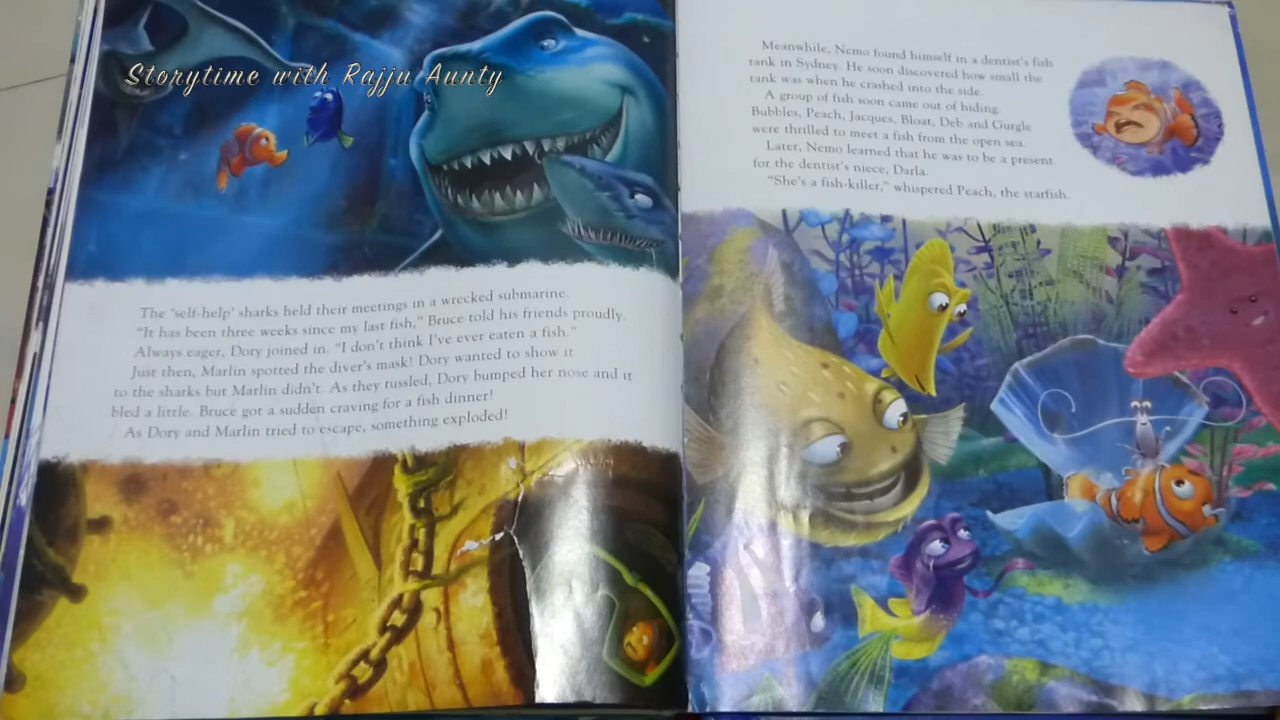 Storytime with Rajju Aunty
The 'self-help' sharks held their meetings in a wrecked submarine.
"It has been three weeks since my last fish," Bruce told his friends proudly.
Always eager, Dory joined in. "I don't think I've ever eaten a fish."
Just then, Marlin spotted the diver's mask! Dory wanted to show it
to the sharks but Marlin didn't. As they tussled, Dory bumped her nose and it
bled a little. Bruce got a sudden craving for a fish dinner!
As Dory and Marlin tried to escape, something exploded!
Meanwhile, Nemo found himself in a dentist's fish
tank in Sydney. He soon discovered how small the
tank was when he crashed into the side.
A group of fish soon came out of hiding.
Bubbles, Peach, Jacques, Bloat, Deb and Gurgle
were thrilled to meet a fish from the open sea.
Later, Nemo learned that he was to be a present
for the dentist's niece, Darla.
"She's a fish-killer," whispered Peach, the starfish.